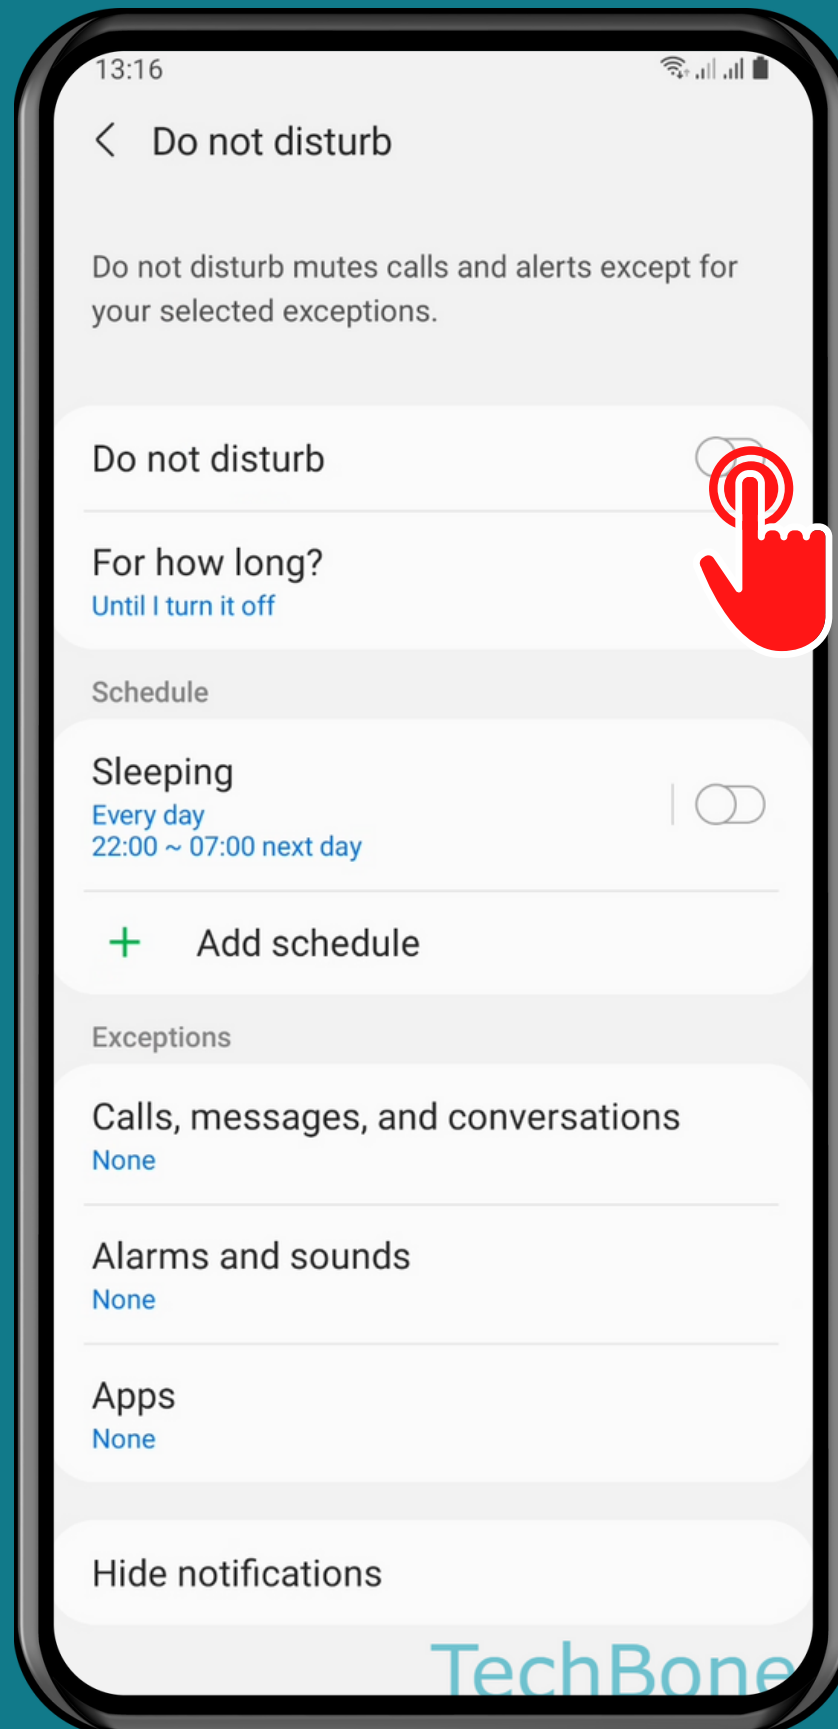 13:16
Do not disturb
Do not disturb mutes calls and alerts except for
your selected exceptions.
Do not disturb
For how long?
Until I turn it off
Schedule
Sleeping
Every day
22:00 ~ 07:00 next day
Add schedule
Exceptions
Calls, messages, and conversations
None
Alarms and sounds
None
Apps
None
Hide notifications
TechBone